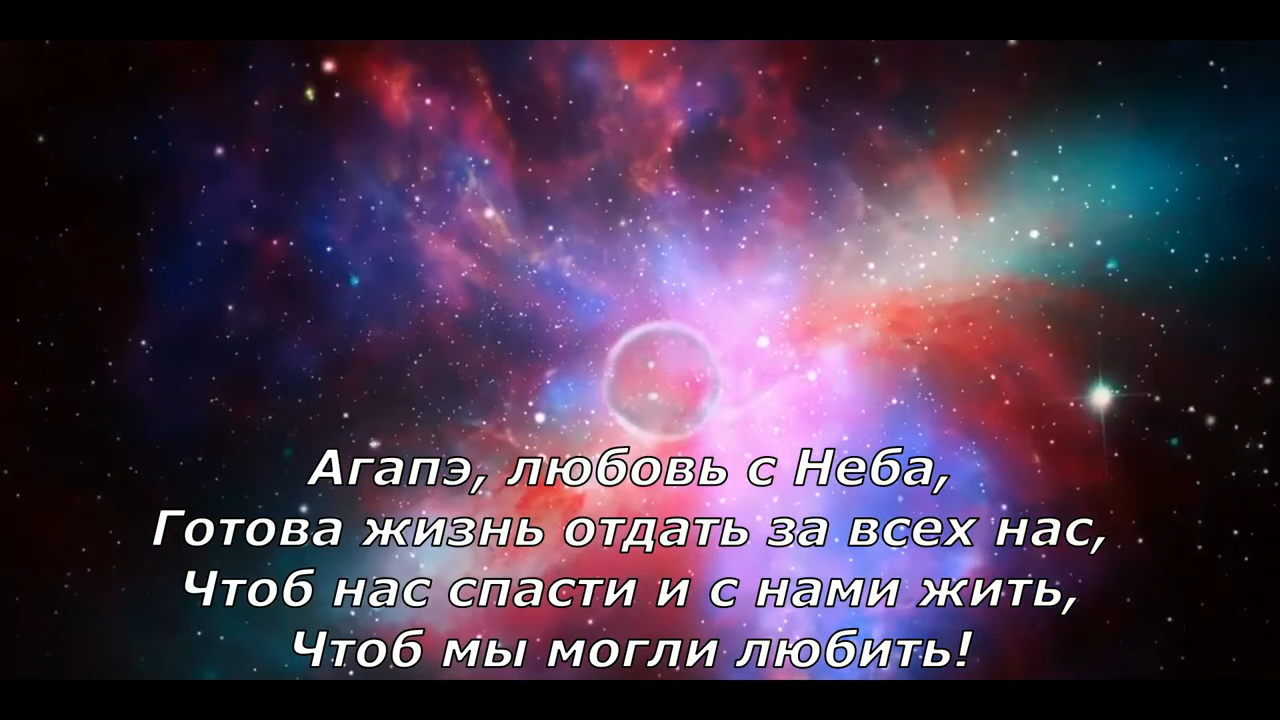 Агапэ, любовь с Неба,
Готова жизнь отдать за всех нас,
Чтоб нас спасти и с нами жить,
Чтоб мы могли любить!